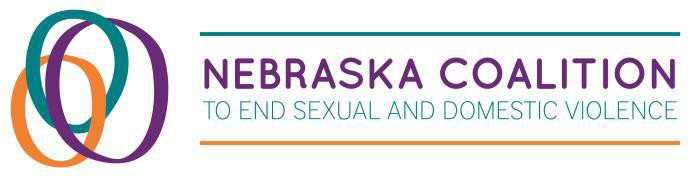 NEBRASKA COALITION
TO END SEXUAL AND DOMESTIC VIOLENCE